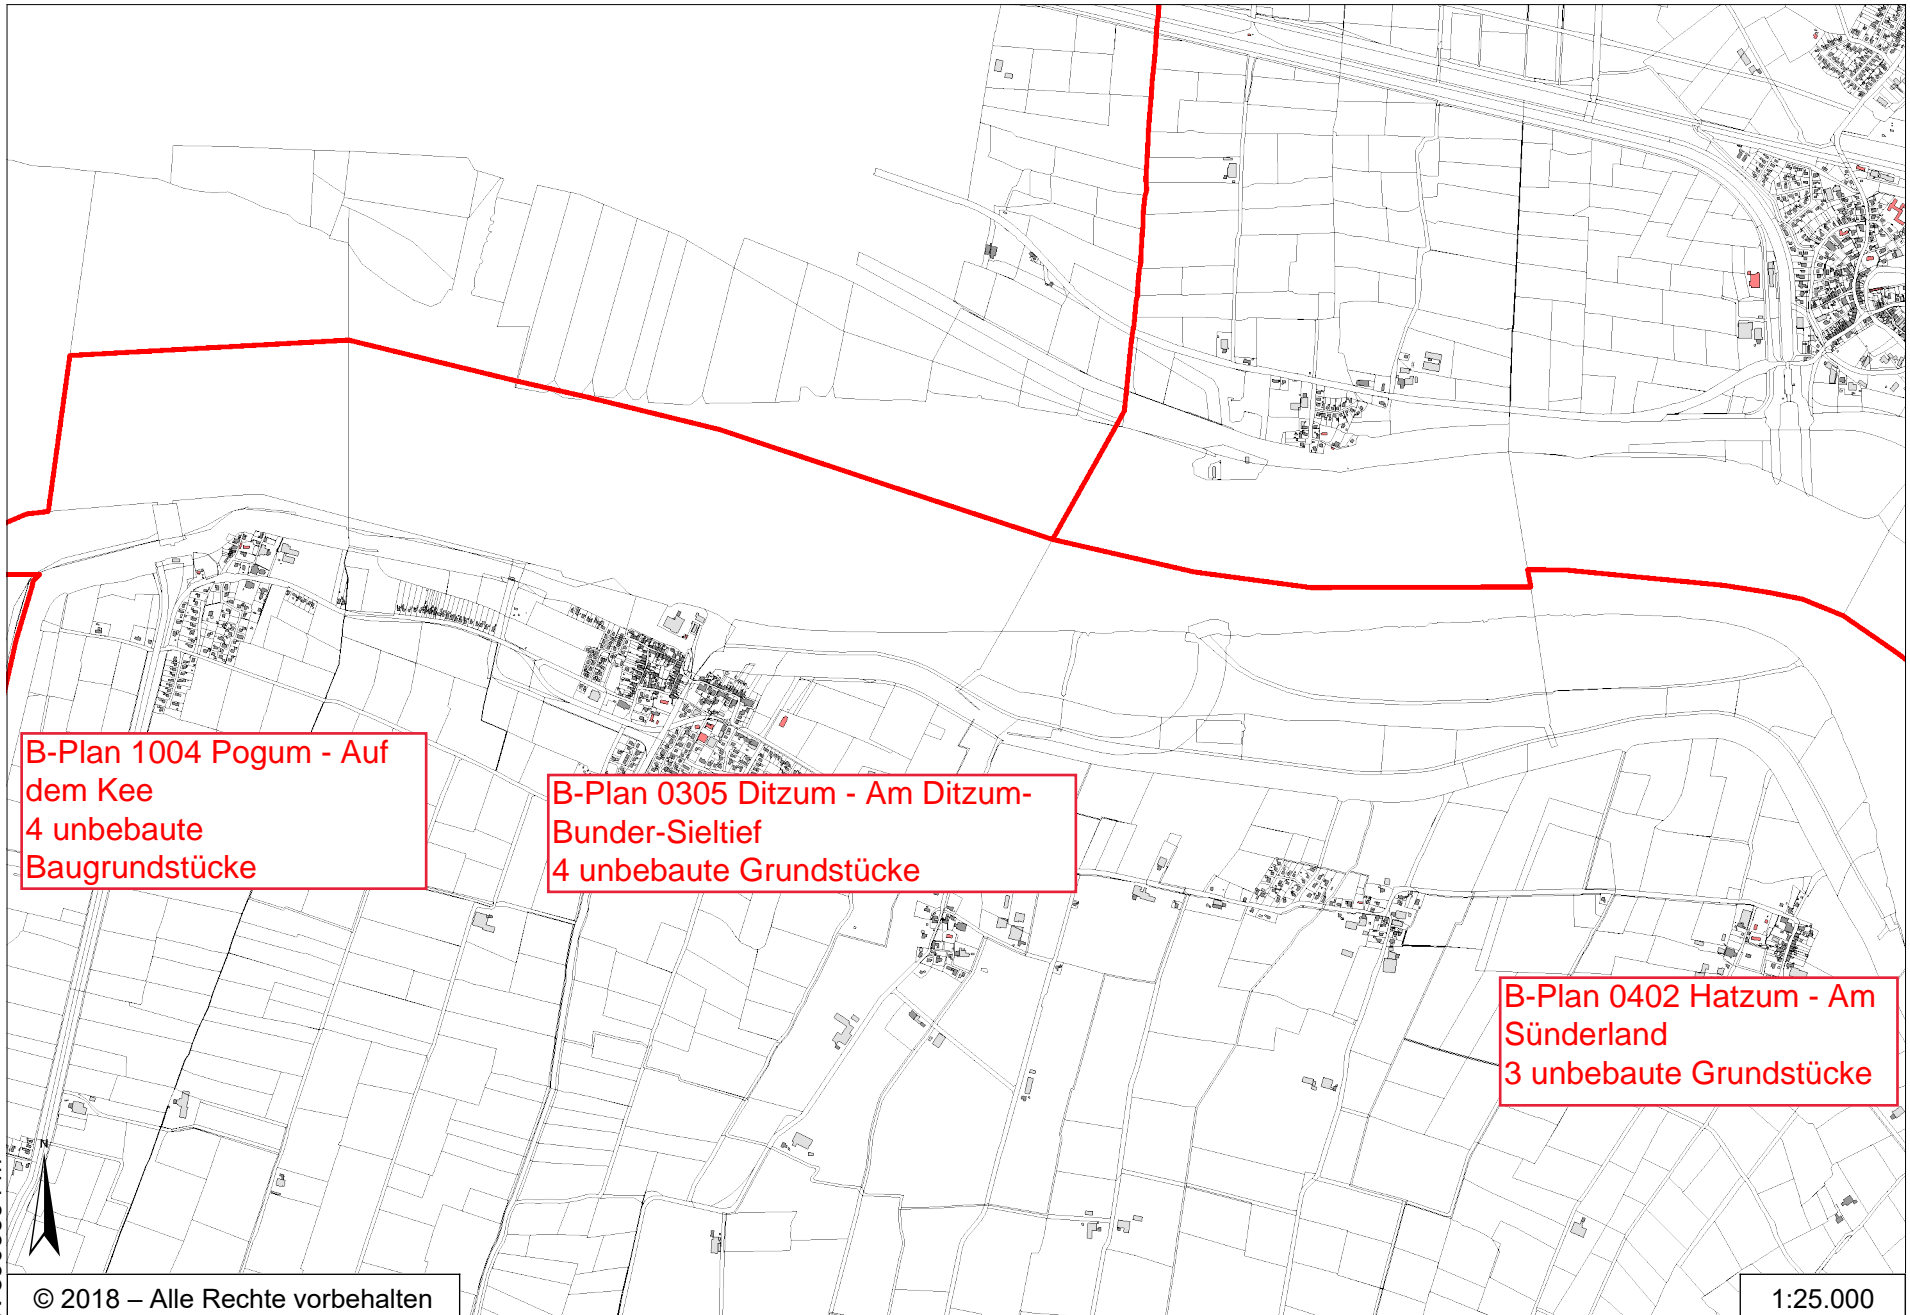 B-Plan 1004 Pogum - Auf
dem Kee
4 unbebaute
Baugrundstücke
B-Plan 0305 Ditzum - Am Ditzum-
Bunder-Sieltief
4 unbebaute Grundstücke
B-Plan 0402 Hatzum - Am
Sünderland
3 unbebaute Grundstücke
N
© 2018 – Alle Rechte vorbehalten
1:25.000